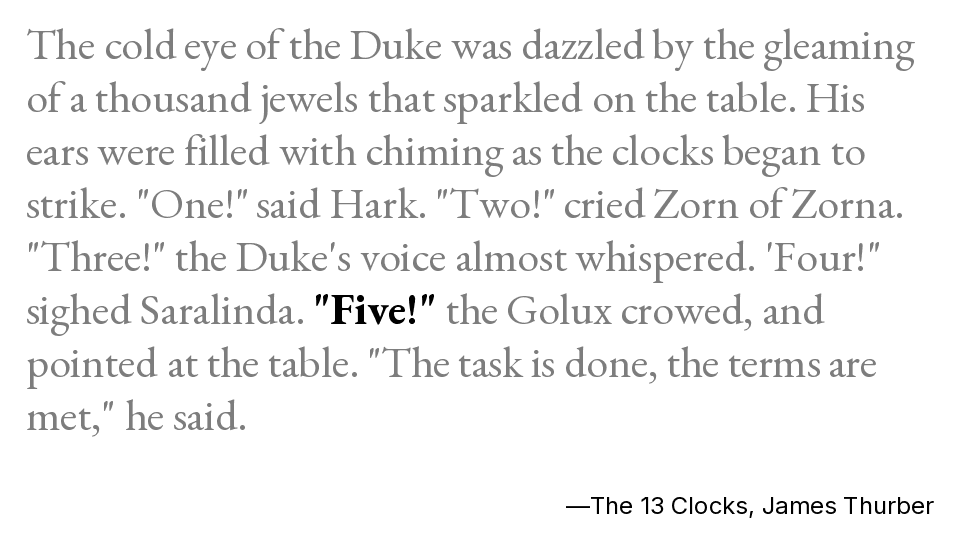 The cold eye of the Duke was dazzled by the gleaming
of a thousand jewels that sparkled on the table. His
ears were filled with chiming as the clocks began to
strike. "One!" said Hark. "Two!" cried Zorn of Zorna.
"Three!" the Duke's voice almost whispered. 'Four!"
sighed Saralinda. "Five!" the Golux crowed, and
pointed at the table. "The task is done, the terms are
met," he said.
—The 13 Clocks, James Thurber